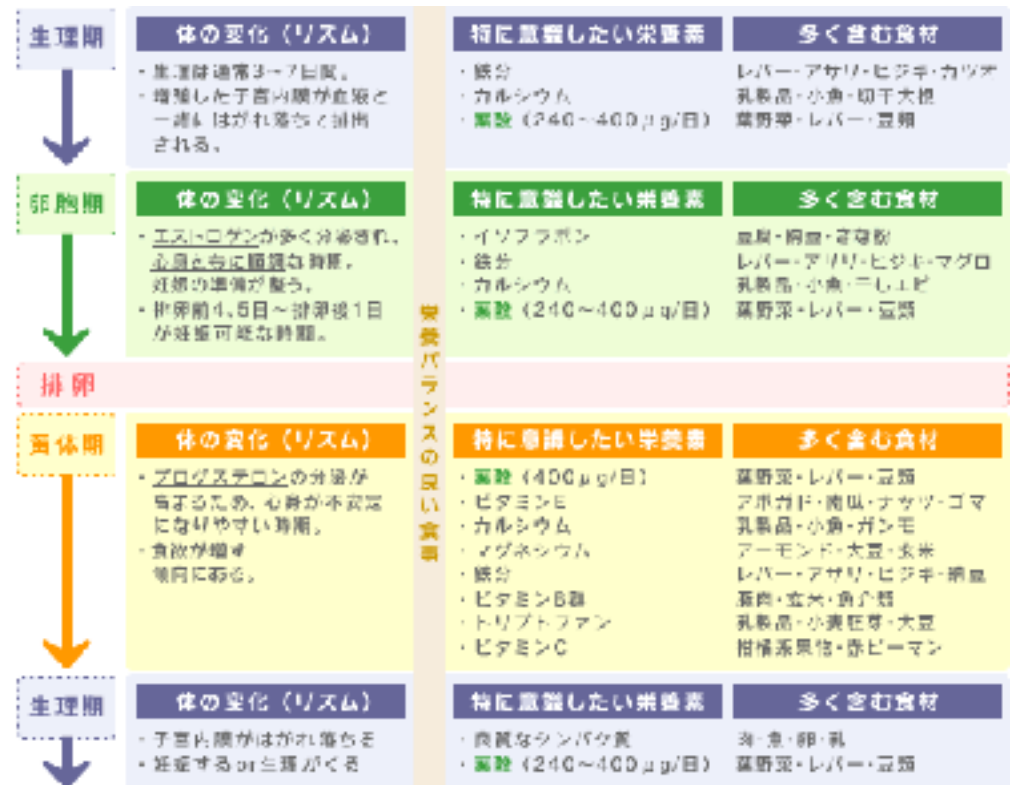 生理期
体の変化（リズム）
特に意識したい栄養素
多く含む食材
・生理は通常3〜7日間。
・増殖した子宮内膜が血液と
一緒にはがれ落ちて排出
される。
・鉄分
・カルシウム
・葉酸（240〜400μg/日）
レバー・アサリ・ヒジキ・カツオ
乳製品・小魚・切干大根
葉野菜・レバー・豆類
卵胞期
体の変化（リズム）
特に意識したい栄養素
多く含む食材
・エストロゲンが多く分泌され、
心身ともに順調な時期。
妊娠の準備が整う。
・排卵前4、5日〜排卵後1日
が妊娠可能な時期。
・イソフラボン
・鉄分
・カルシウム
・葉酸（240〜400μg/日）
豆腐・納豆・きな粉
レバー・アサリ・ヒジキ・マグロ
乳製品・小魚・干しエビ
葉野菜・レバー・豆類
栄養バランスの良い食事
排卵
黄体期
体の変化（リズム）
特に意識したい栄養素
多く含む食材
・プロゲステロンの分泌が
高まるため、心身が不安定
になりやすい時期。
・食欲が増す
傾向にある。
・葉酸（400μg/日）
・ビタミンE
・カルシウム
・マグネシウム
・鉄分
・ビタミンB群
・トリプトファン
・ビタミンC
葉野菜・レバー・豆類
アボガド・南瓜・ナッツ・ゴマ
乳製品・小魚・ガンモ
アーモンド・大豆・玄米
レバー・アサリ・ヒジキ・納豆
豚肉・玄米・魚介類
乳製品・小麦胚芽・大豆
柑橘系果物・赤ピーマン
生理期
体の変化（リズム）
特に意識したい栄養素
多く含む食材
・子宮内膜がはがれ落ちる
・妊娠するor生理がくる
・良質なタンパク質
・葉酸（240〜400μg/日）
肉・魚・卵・乳
葉野菜・レバー・豆類